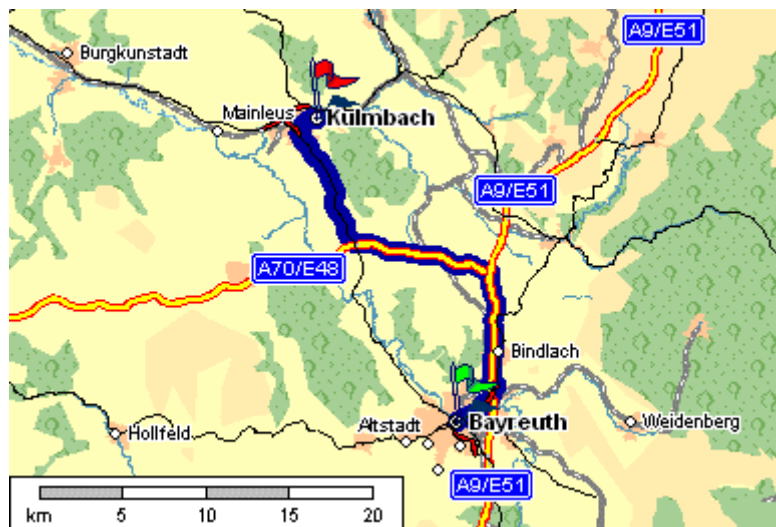 A9/E51
Burgkunstadt
Mainleus
Kulmbach
A9/E51
A70/E48
Bindlach
Altstadt
Bayreuth
Weidenberg
Hollfeld
A9/E51
km 5 10 15 20